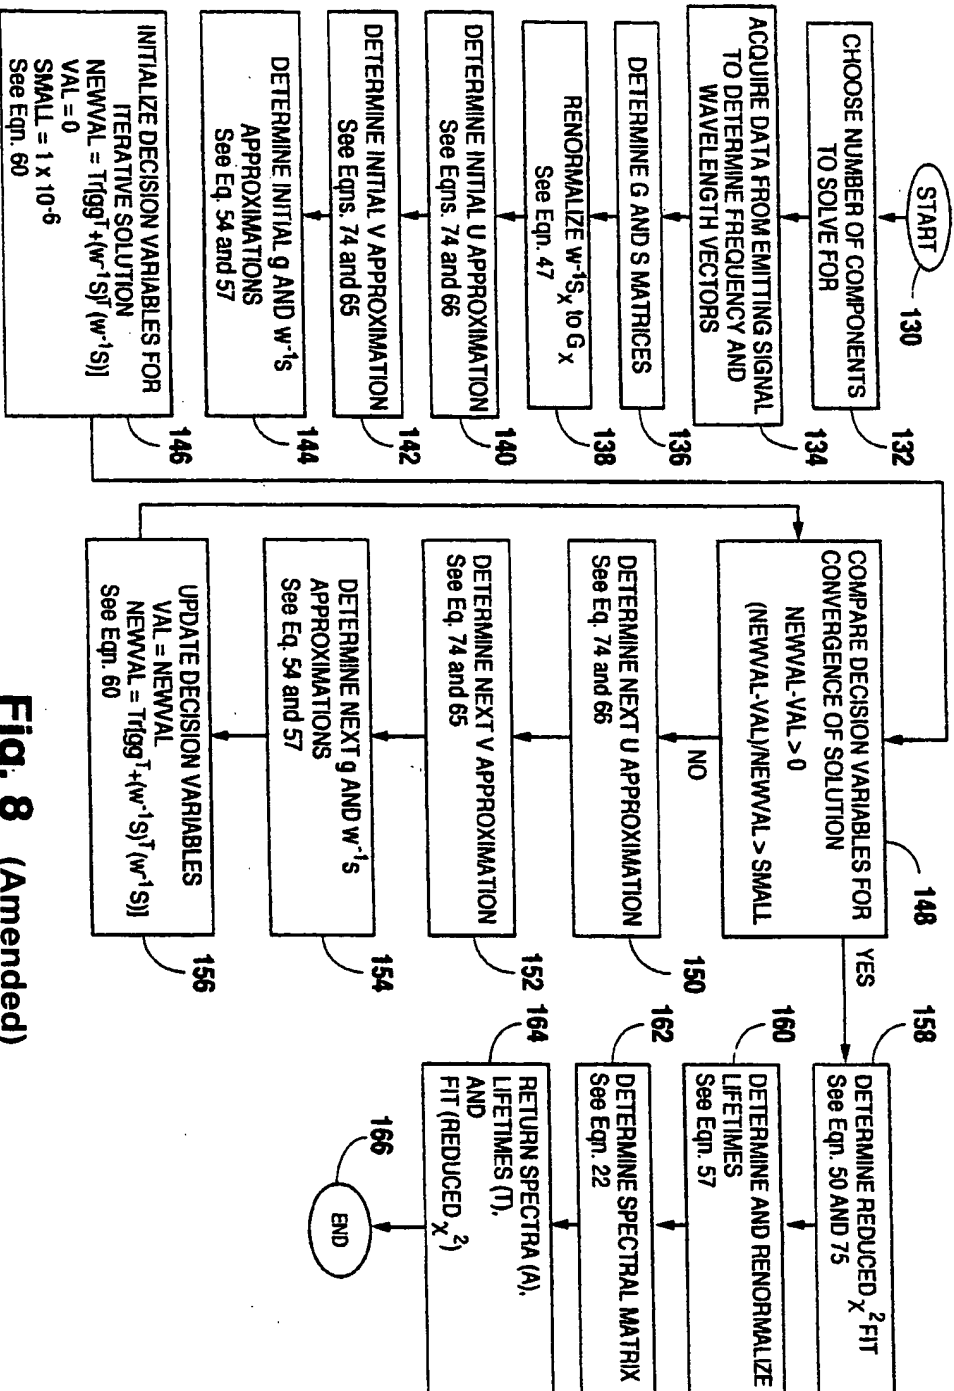 START
130
CHOOSE NUMBER OF COMPONENTS
TO SOLVE FOR
132
ACQUIRE DATA FROM EMITTING SIGNAL
TO DETERMINE FREQUENCY AND
WAVELENGTH VECTORS
134
DETERMINE G AND S MATRICES
136
RENORMALIZE w⁻¹Sₓ to Gₓ
See Eqn. 47
138
DETERMINE INITIAL U APPROXIMATION
See Eqns. 74 and 66
140
DETERMINE INITIAL V APPROXIMATION
See Eqns. 74 and 65
142
DETERMINE INITIAL g AND w⁻¹s
APPROXIMATIONS
See Eq. 54 and 57
144
INITIALIZE DECISION VARIABLES FOR
ITERATIVE SOLUTION
NEWVAL = Tr[ggᵀ+(w⁻¹S)ᵀ(w⁻¹S)]
VAL = 0
SMALL = 1 x 10⁻⁶
See Eqn. 60
146
COMPARE DECISION VARIABLES FOR
CONVERGENCE OF SOLUTION
NEWVAL-VAL > 0
(NEWVAL-VAL)/NEWVAL > SMALL
148
NO
YES
DETERMINE NEXT U APPROXIMATION
See Eq. 74 and 66
150
DETERMINE NEXT V APPROXIMATION
See Eq. 74 and 65
152
DETERMINE NEXT g AND w⁻¹s
APPROXIMATIONS
See Eq. 54 and 57
154
UPDATE DECISION VARIABLES
VAL = NEWVAL
NEWVAL = Tr[ggᵀ+(w⁻¹S)ᵀ(w⁻¹S)]
See Eqn. 60
156
158
DETERMINE REDUCED χ² FIT
See Eqn. 50 AND 75
160
DETERMINE AND RENORMALIZE
LIFETIMES
See Eqn. 57
162
DETERMINE SPECTRAL MATRIX
See Eqn. 22
164
RETURN SPECTRA (A),
LIFETIMES (T),
AND
FIT (REDUCED χ²)
166
END
Fig. 8 (Amended)